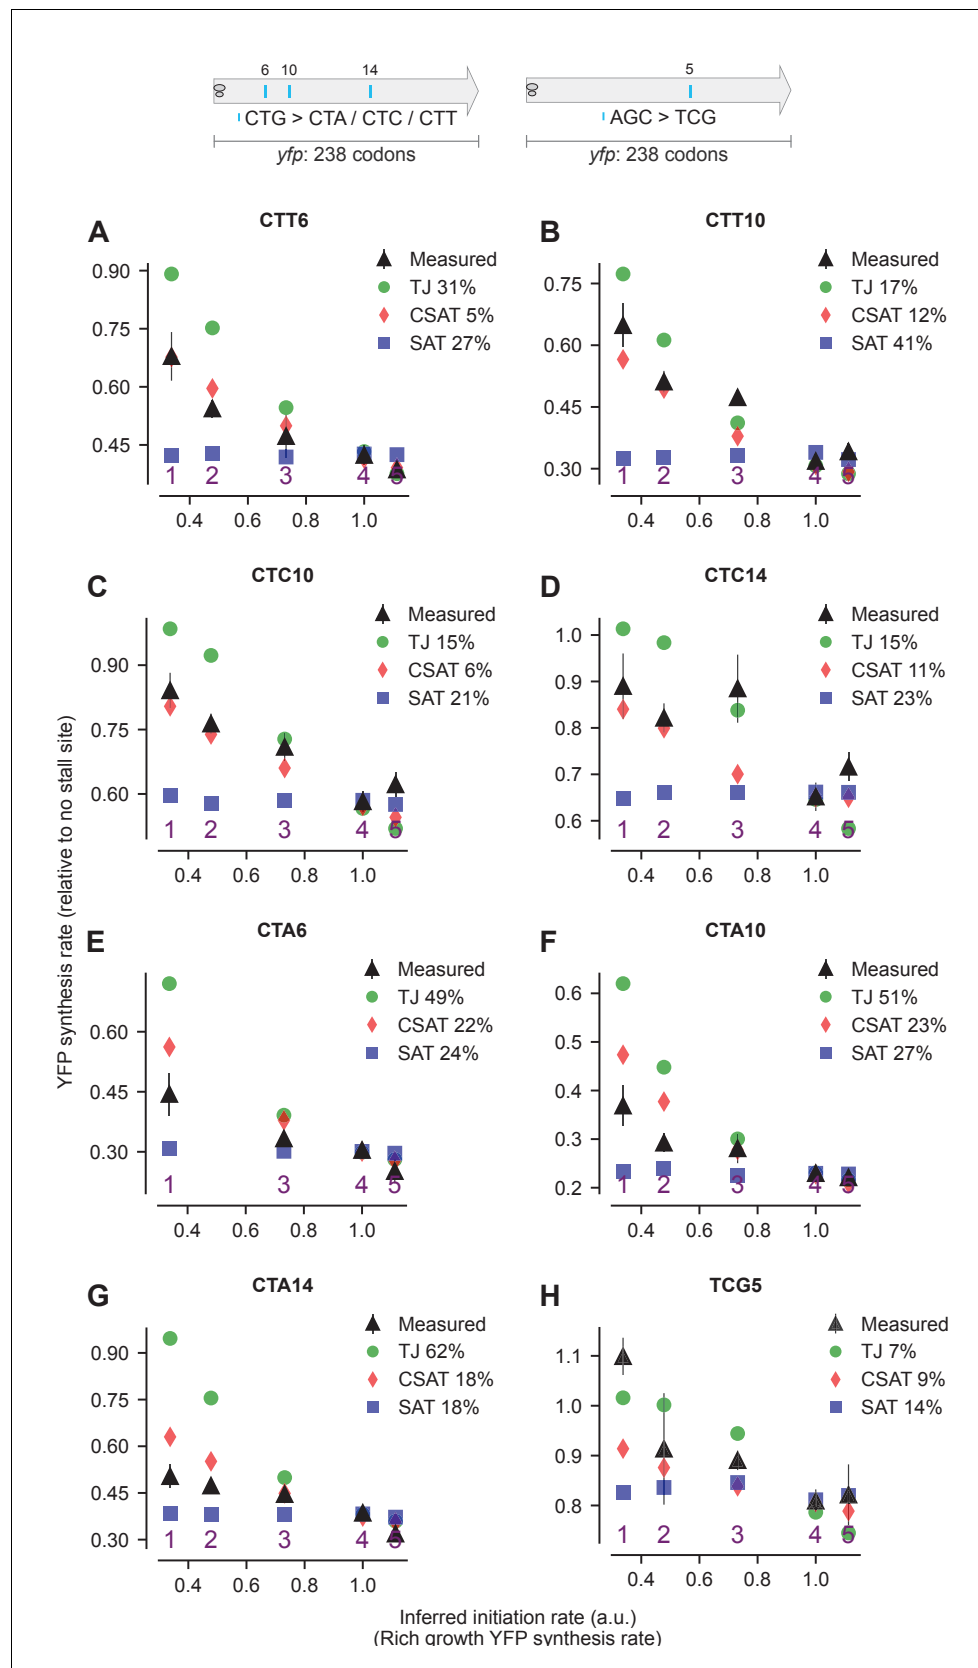 6 10 14
CTG > CTA / CTC / CTT
yfp: 238 codons
5
AGC > TCG
yfp: 238 codons
YFP synthesis rate (relative to no stall site)
A CTT6
Measured
TJ 31%
CSAT 5%
SAT 27%
0.90
0.75
0.60
0.45
1 2 3 4 5
0.4 0.6 0.8 1.0
B CTT10
Measured
TJ 17%
CSAT 12%
SAT 41%
0.75
0.60
0.45
0.30
1 2 3 4 5
0.4 0.6 0.8 1.0
C CTC10
Measured
TJ 15%
CSAT 6%
SAT 21%
0.90
0.75
0.60
1 2 3 4 5
0.4 0.6 0.8 1.0
D CTC14
Measured
TJ 15%
CSAT 11%
SAT 23%
1.0
0.9
0.8
0.7
0.6
1 2 3 4 5
0.4 0.6 0.8 1.0
E CTA6
Measured
TJ 49%
CSAT 22%
SAT 24%
0.60
0.45
0.30
1 3 4 5
0.4 0.6 0.8 1.0
F CTA10
Measured
TJ 51%
CSAT 23%
SAT 27%
0.6
0.5
0.4
0.3
0.2
1 2 3 4 5
0.4 0.6 0.8 1.0
G CTA14
Measured
TJ 62%
CSAT 18%
SAT 18%
0.90
0.75
0.60
0.45
0.30
1 2 3 4 5
0.4 0.6 0.8 1.0
H TCG5
Measured
TJ 7%
CSAT 9%
SAT 14%
1.1
1.0
0.9
0.8
1 2 3 4 5
0.4 0.6 0.8 1.0
Inferred initiation rate (a.u.)
(Rich growth YFP synthesis rate)